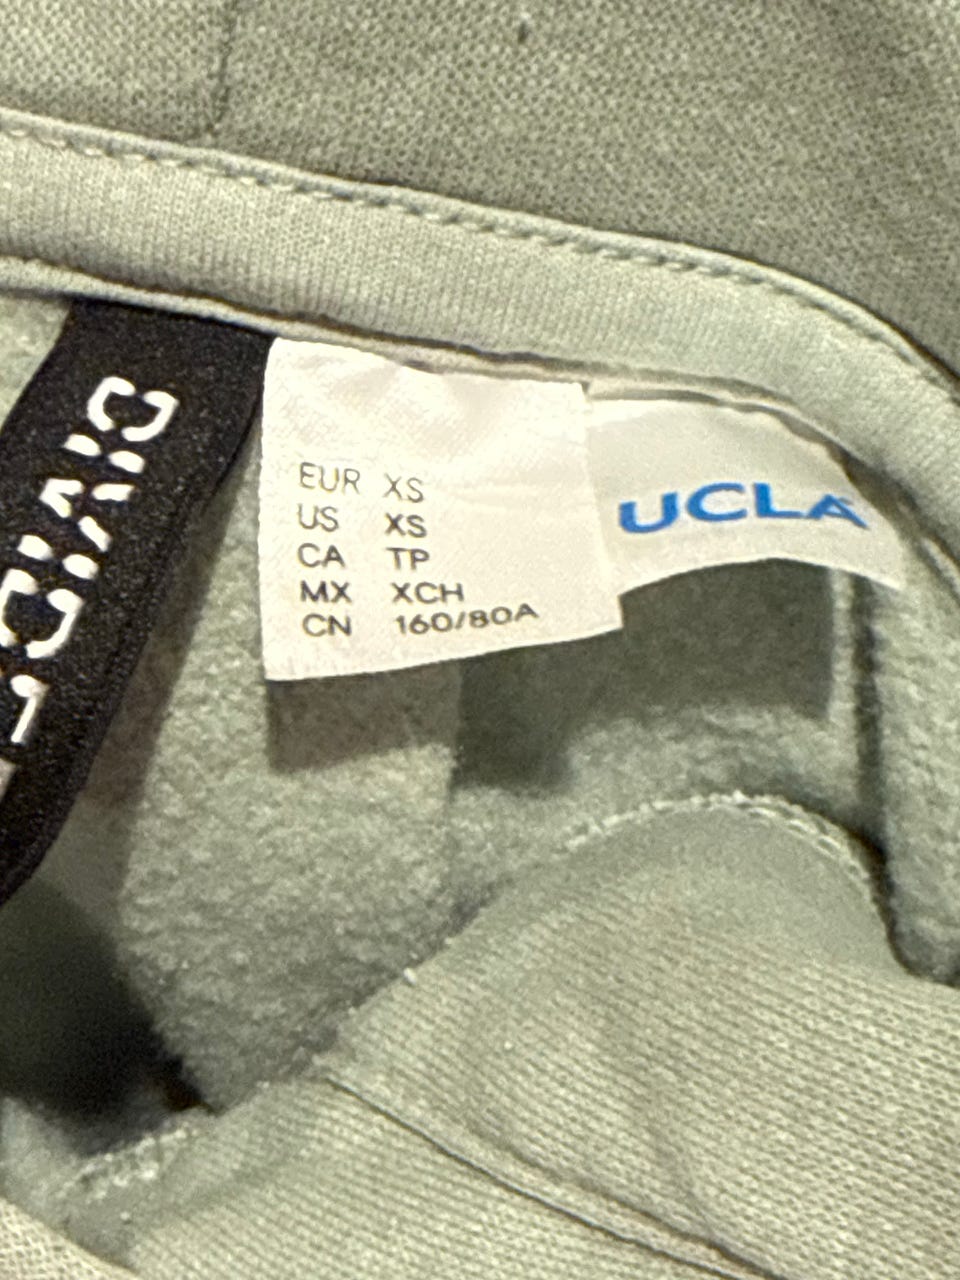 EUR XS
US XS
CA TP
MX XCH
CN 160/80A
UCLA